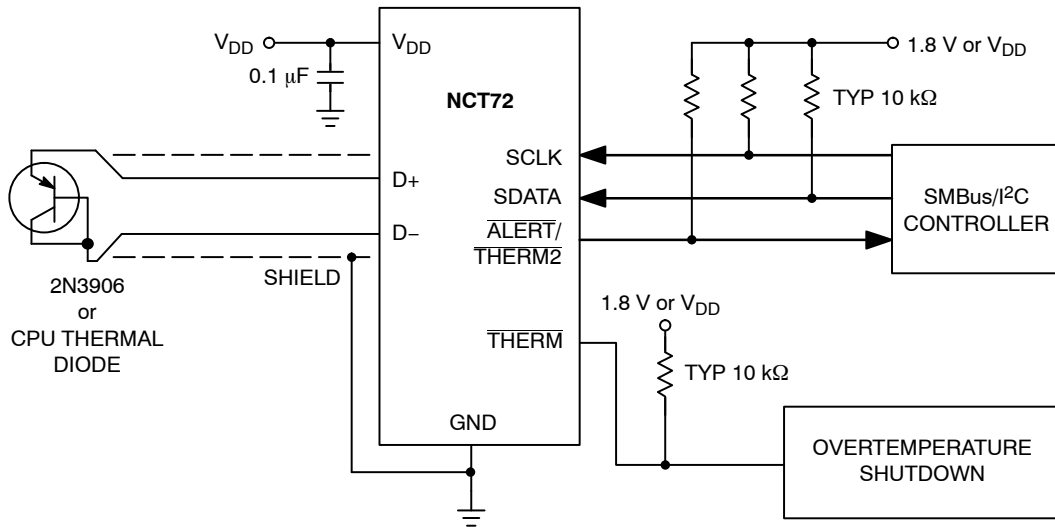 V_DD
0.1 μF
V_DD
NCT72
D+
D−
SCLK
SDATA
ALERT/
THERM2
THERM
GND
1.8 V or V_DD
TYP 10 kΩ
SMBus/I²C
CONTROLLER
SHIELD
2N3906
or
CPU THERMAL
DIODE
1.8 V or V_DD
TYP 10 kΩ
OVERTEMPERATURE
SHUTDOWN